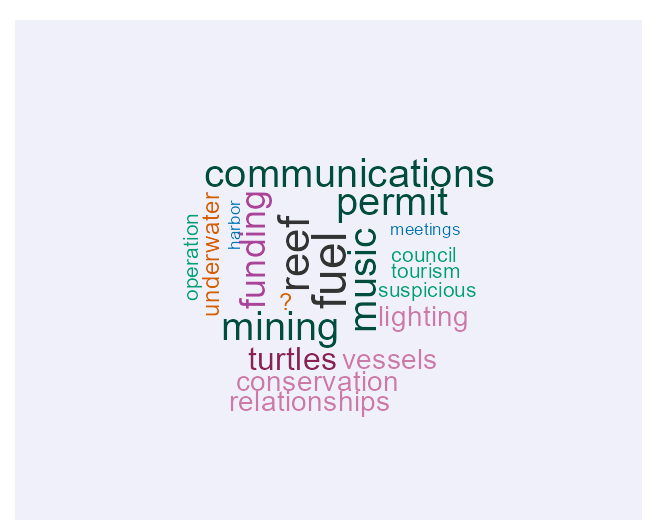 communications
permit
meetings
council
tourism
suspicious
lighting
operation
underwater
harbor
funding
reef
fuel
music
?
mining
turtles
vessels
conservation
relationships